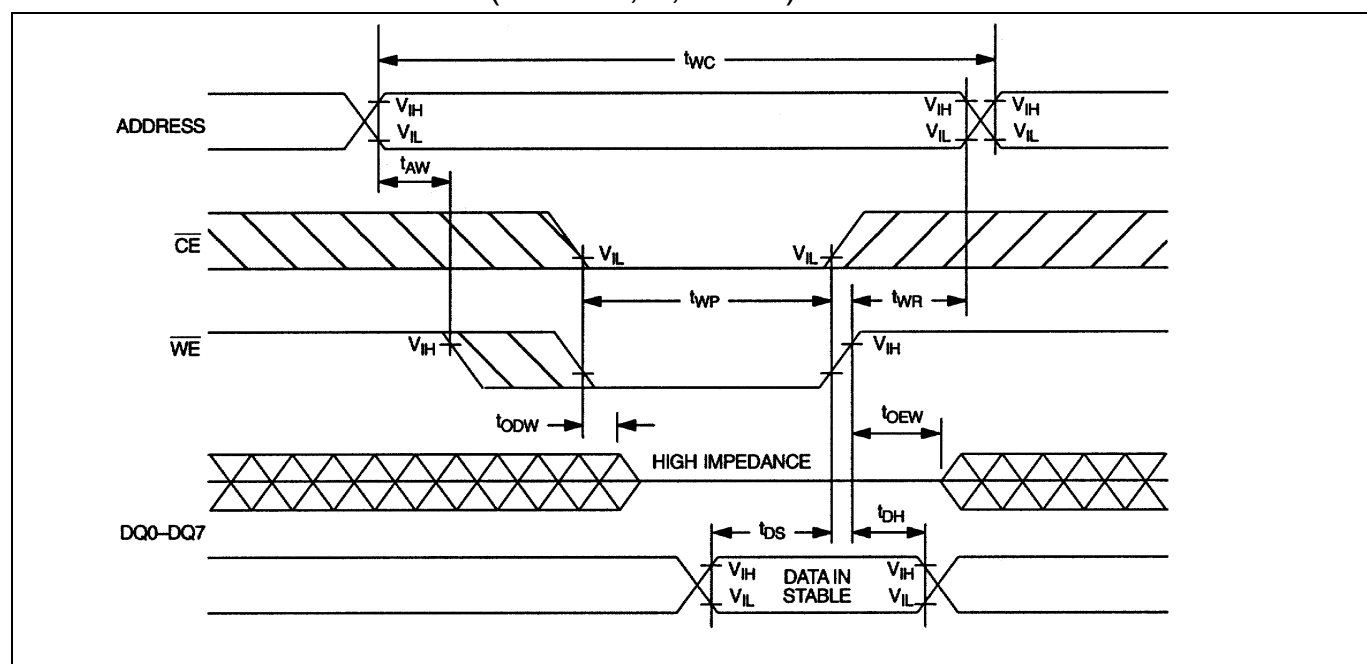 tWC
VIH VIH VIH
ADDRESS
VIL VIL VIL
tAW
CE
VIL VIL
tWP tWR
WE
VIH VIH
tODW tOEW
HIGH IMPEDANCE
tDS tDH
DQ0–DQ7
VIH DATA IN VIH
VIL STABLE VIL